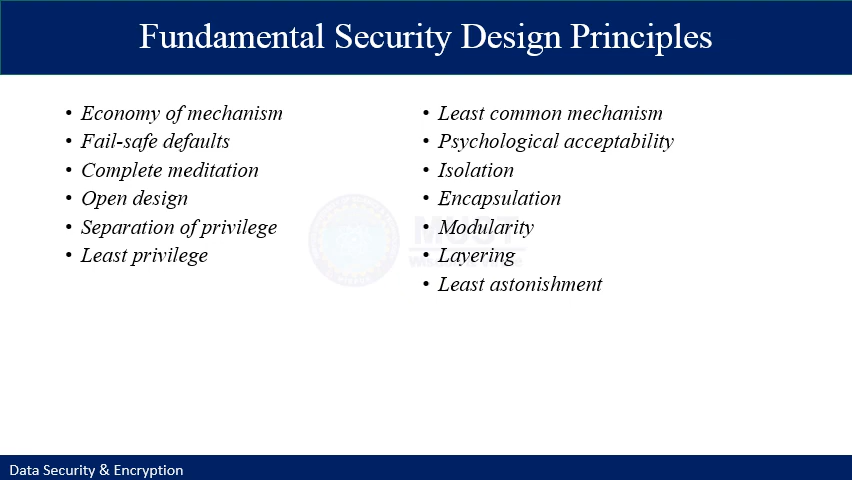 Fundamental Security Design Principles
• Economy of mechanism
• Fail-safe defaults
• Complete meditation
• Open design
• Separation of privilege
• Least privilege
• Least common mechanism
• Psychological acceptability
• Isolation
• Encapsulation
• Modularity
• Layering
• Least astonishment
MUST
Data Security & Encryption